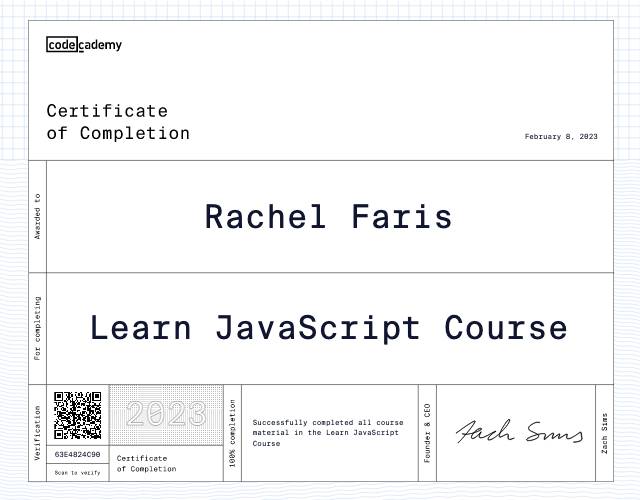 codecademy
Certificate
of Completion
February 8, 2023
Awarded to
Rachel Faris
For completing
Learn JavaScript Course
Verification
63E4824C90
Scan to verify
2023
Certificate
of Completion
100% completion
Successfully completed all course
material in the Learn JavaScript
Course
Founder & CEO
Zach Sims
Zach Sims